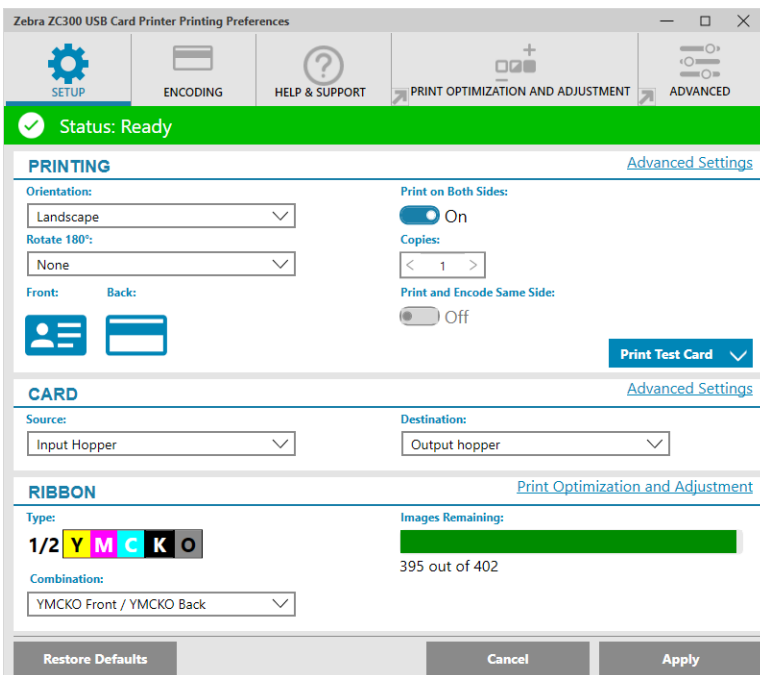 Zebra ZC300 USB Card Printer Printing Preferences
SETUP
ENCODING
HELP & SUPPORT
PRINT OPTIMIZATION AND ADJUSTMENT
ADVANCED
Status: Ready
PRINTING
Advanced Settings
Orientation:
Landscape
Rotate 180°:
None
Front: Back:
Print on Both Sides:
On
Copies:
< 1 >
Print and Encode Same Side:
Off
Print Test Card
CARD
Advanced Settings
Source:
Input Hopper
Destination:
Output hopper
RIBBON
Print Optimization and Adjustment
Type:
1/2 Y M C K O
Combination:
YMCKO Front / YMCKO Back
Images Remaining:
395 out of 402
Restore Defaults
Cancel
Apply